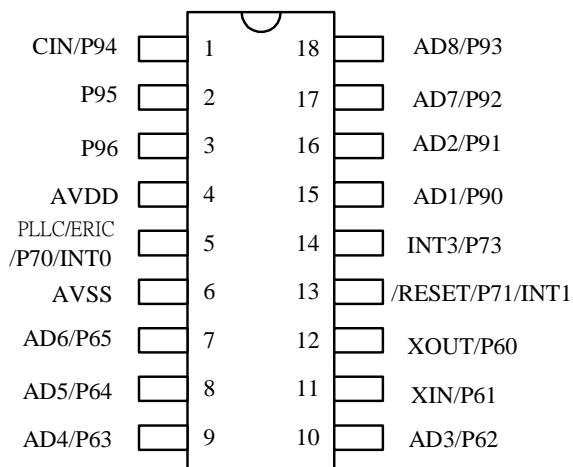 CIN/P94 1 18 AD8/P93
P95 2 17 AD7/P92
P96 3 16 AD2/P91
AVDD 4 15 AD1/P90
PLLC/ERIC
/P70/INT0 5 14 INT3/P73
AVSS 6 13 /RESET/P71/INT1
AD6/P65 7 12 XOUT/P60
AD5/P64 8 11 XIN/P61
AD4/P63 9 10 AD3/P62